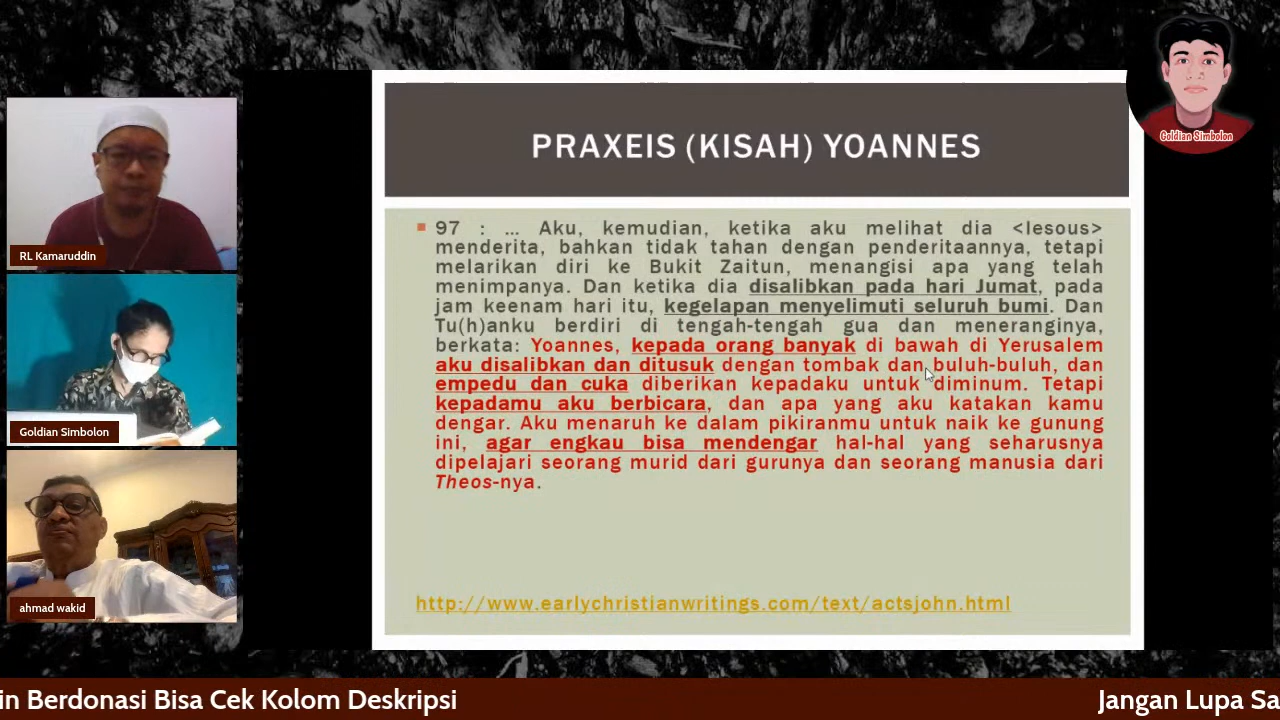 Goldian Simbolon
PRAXEIS (KISAH) YOANNES
RL Kamaruddin
Goldian Simbolon
ahmad wakid
97 : ... Aku, kemudian, ketika aku melihat dia <Iesous>
menderita, bahkan tidak tahan dengan penderitaannya, tetapi
melarikan diri ke Bukit Zaitun, menangisi apa yang telah
menimpanya. Dan ketika dia disalibkan pada hari Jumat, pada
jam keenam hari itu, kegelapan menyelimuti seluruh bumi. Dan
Tu(h)anku berdiri di tengah-tengah gua dan meneranginya,
berkata: Yoannes, kepada orang banyak di bawah di Yerusalem
aku disalibkan dan ditusuk dengan tombak dan buluh-buluh, dan
empedu dan cuka diberikan kepadaku untuk diminum. Tetapi
kepadamu aku berbicara, dan apa yang aku katakan kamu
dengar. Aku menaruh ke dalam pikiranmu untuk naik ke gunung
ini, agar engkau bisa mendengar hal-hal yang seharusnya
dipelajari seorang murid dari gurunya dan seorang manusia dari
Theos-nya.
http://www.earlychristianwritings.com/text/actsjohn.html
in Berdonasi Bisa Cek Kolom Deskripsi
Jangan Lupa Sa